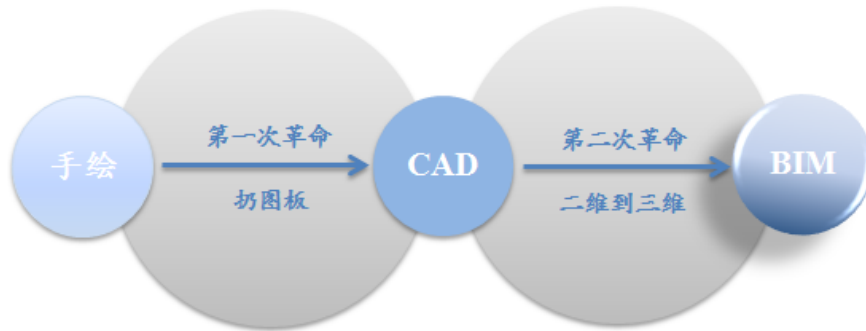 手绘
第一次革命
扔图板
CAD
第二次革命
二维到三维
BIM